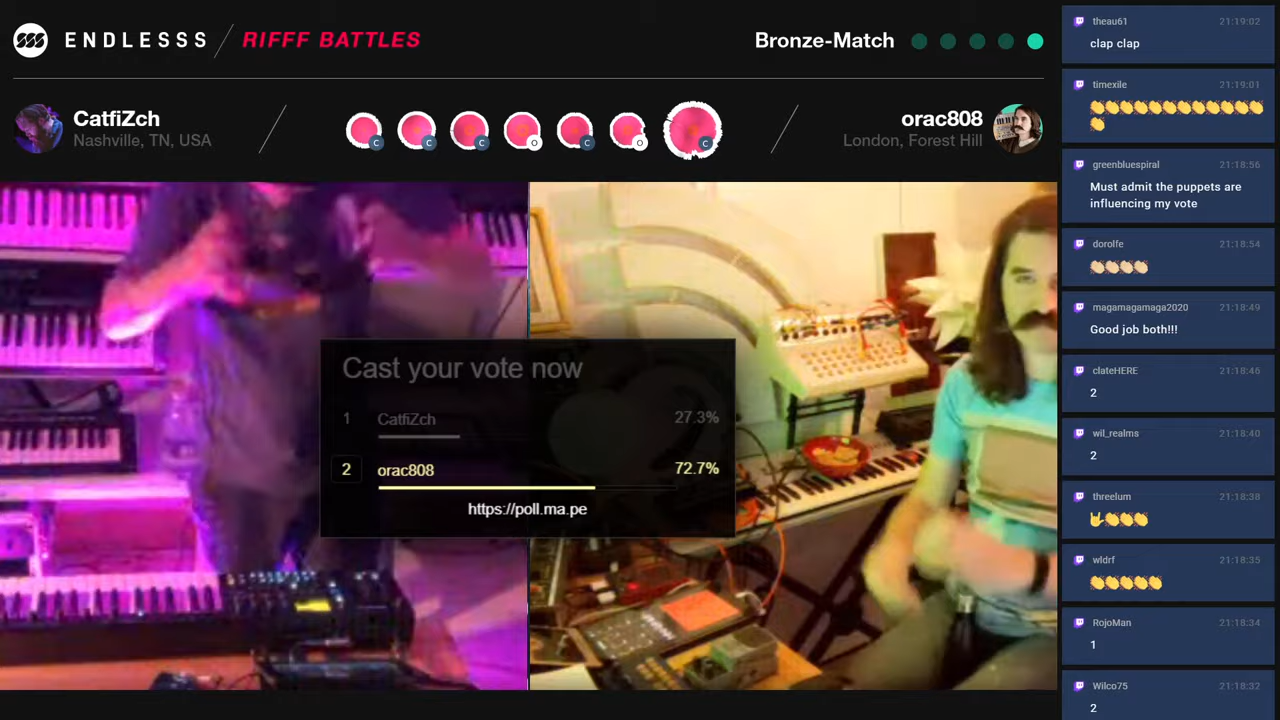 ENDLESSS / RIFFF BATTLES
Bronze-Match
CatfiZch
Nashville, TN, USA
C
C
C
O
C
O
C
orac808
London, Forest Hill
Cast your vote now
1 CatfiZch 27.3%
2 orac808 72.7%
https://poll.ma.pe
theau61 21:19:02
clap clap
timexile 21:19:01
👏👏👏👏👏👏👏👏👏👏👏👏
👏
greenbluespiral 21:18:56
Must admit the puppets are
influencing my vote
dorolfe 21:18:54
👏🏼👏🏼👏🏼👏🏼
magamagamaga2020 21:18:49
Good job both!!!
clateHERE 21:18:46
2
wil_realms 21:18:40
2
threelum 21:18:38
🤟👏👏👏
wldrf 21:18:35
👏👏👏👏👏
RojoMan 21:18:34
1
Wilco75 21:18:32
2